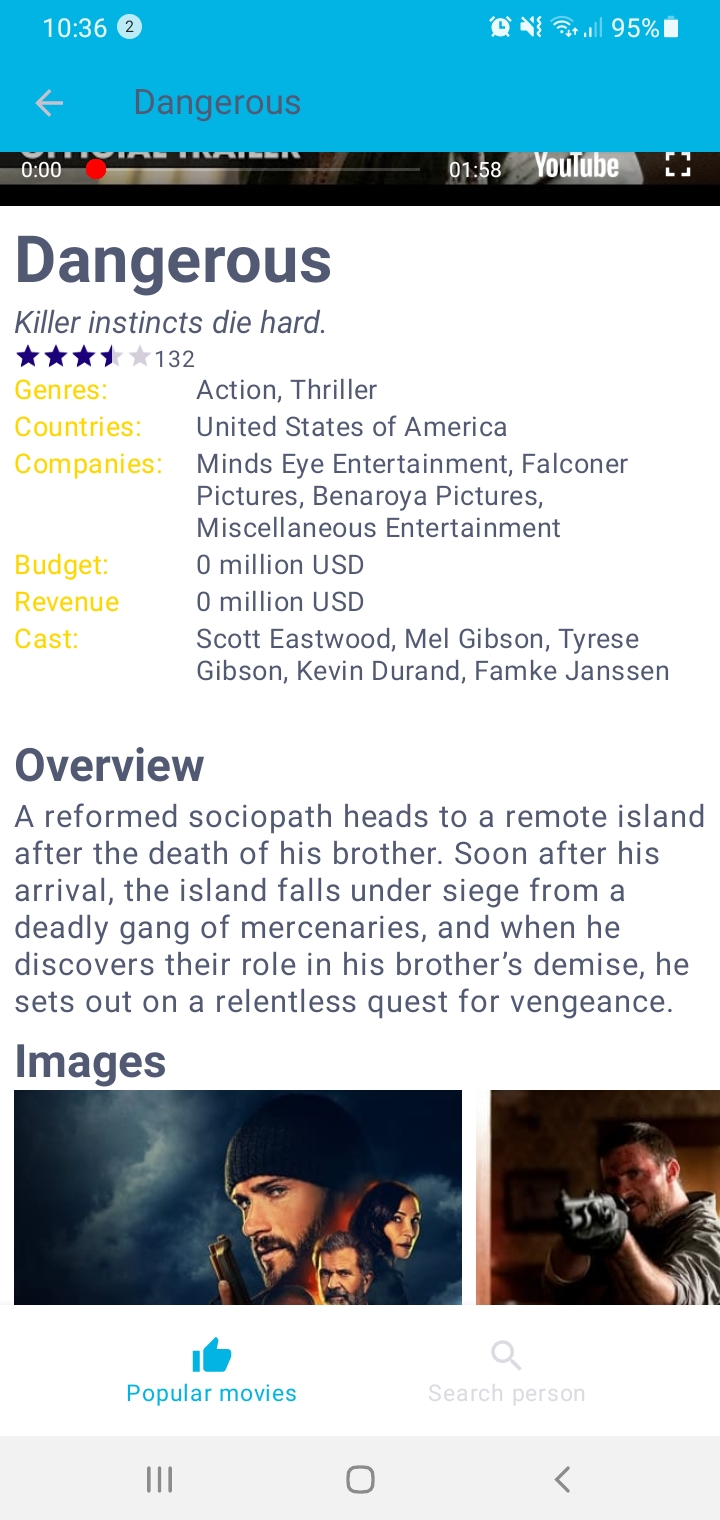 10:36 2 95%
Dangerous
OFFICIAL TRAILER
0:00 01:58 YouTube
Dangerous
Killer instincts die hard.
132
Genres: Action, Thriller
Countries: United States of America
Companies: Minds Eye Entertainment, Falconer
Pictures, Benaroya Pictures,
Miscellaneous Entertainment
Budget: 0 million USD
Revenue 0 million USD
Cast: Scott Eastwood, Mel Gibson, Tyrese
Gibson, Kevin Durand, Famke Janssen
Overview
A reformed sociopath heads to a remote island
after the death of his brother. Soon after his
arrival, the island falls under siege from a
deadly gang of mercenaries, and when he
discovers their role in his brother’s demise, he
sets out on a relentless quest for vengeance.
Images
Popular movies Search person